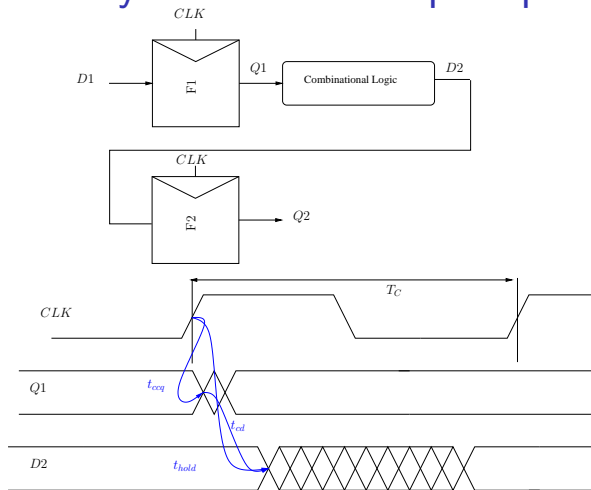 CLK
D1
F1
Q1
Combinational Logic
D2
CLK
F2
Q2
T_C
CLK
t_ccq
Q1
t_cd
D2
t_hold